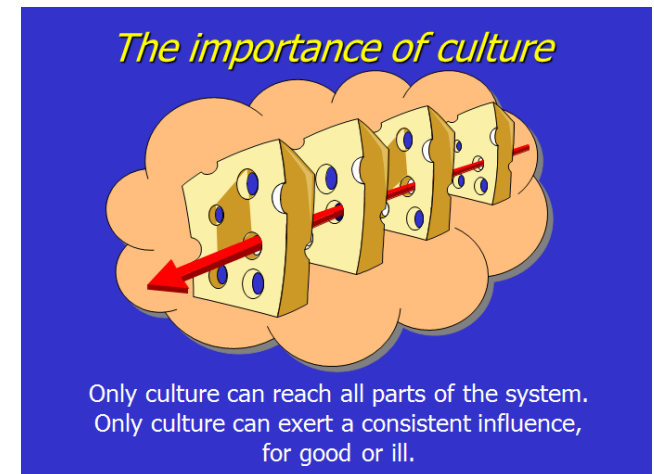 The importance of culture
Only culture can reach all parts of the system.
Only culture can exert a consistent influence,
for good or ill.